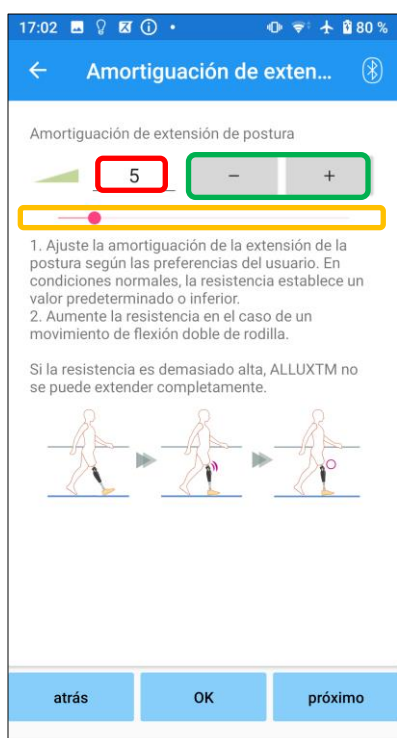 17:02 80 %
Amortiguación de exten...
Amortiguación de extensión de postura
5 − +
1. Ajuste la amortiguación de la extensión de la
postura según las preferencias del usuario. En
condiciones normales, la resistencia establece un
valor predeterminado o inferior.
2. Aumente la resistencia en el caso de un
movimiento de flexión doble de rodilla.
Si la resistencia es demasiado alta, ALLUXTM no
se puede extender completamente.
atrás OK próximo